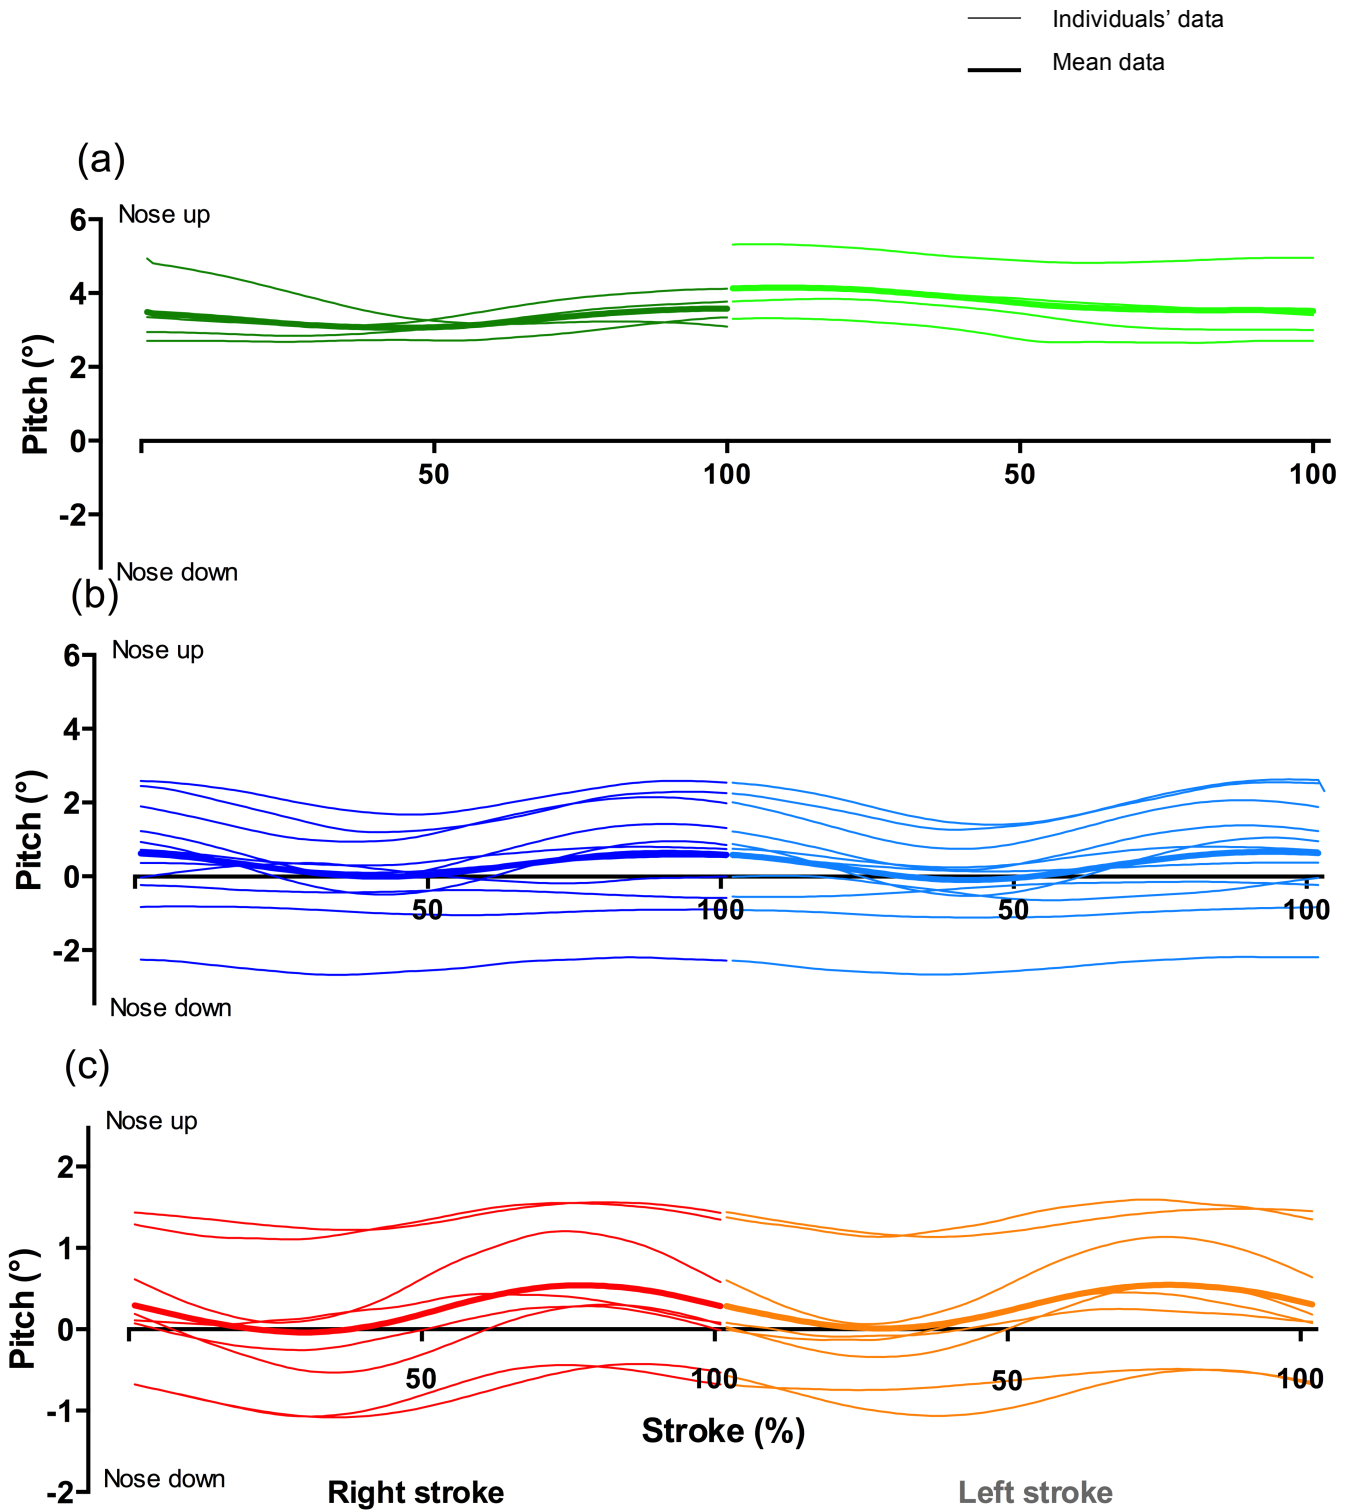 Individuals’ data
Mean data
(a)
Nose up
6
4
2
0
-2
Pitch (°)
50
100
50
100
Nose down
(b)
Nose up
6
4
2
0
-2
Pitch (°)
50
100
50
100
Nose down
(c)
Nose up
2
1
0
-1
-2
Pitch (°)
50
100
50
100
Stroke (%)
Nose down
Right stroke
Left stroke